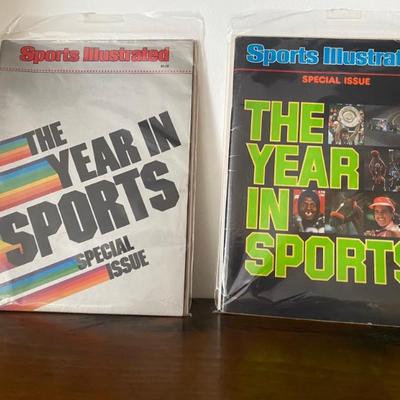 Sports Illustrated
THE
YEAR IN
SPORTS
SPECIAL
ISSUE
Sports Illustrat
SPECIAL ISSUE
THE
YEAR
IN
SPORTS